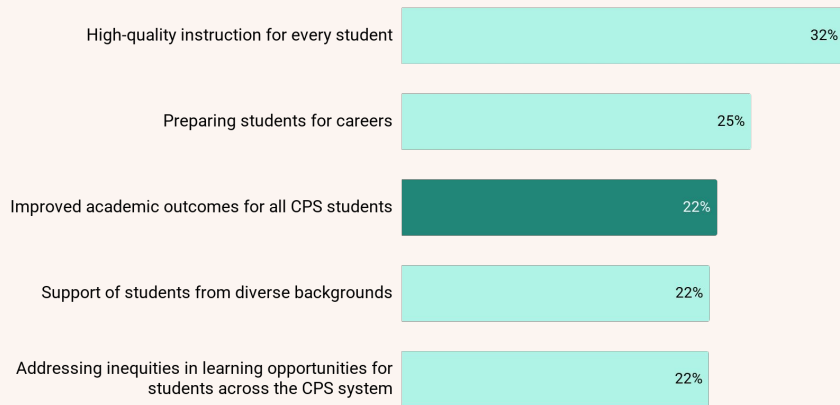 High-quality instruction for every student
32%
Preparing students for careers
25%
Improved academic outcomes for all CPS students
22%
Support of students from diverse backgrounds
22%
Addressing inequities in learning opportunities for
students across the CPS system
22%